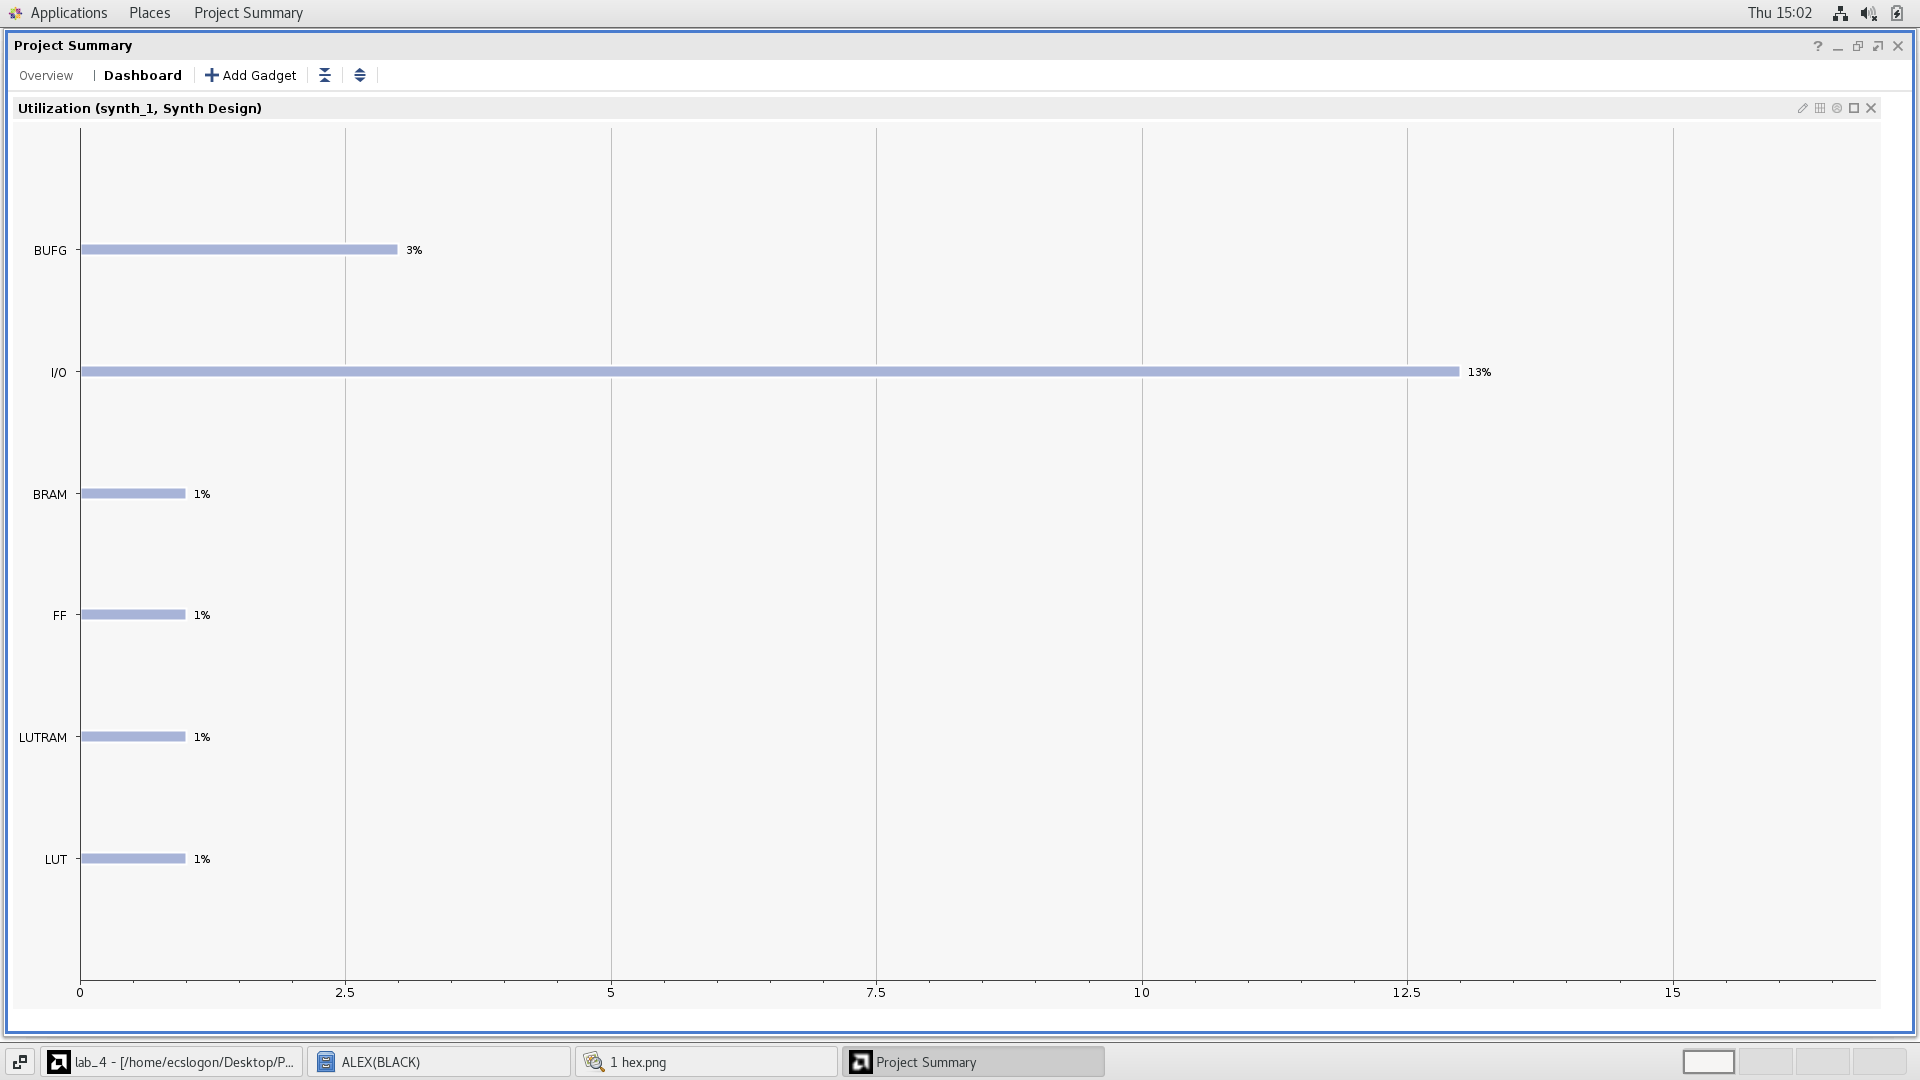 Applications Places Project Summary Thu 15:02
Project Summary
Overview | Dashboard Add Gadget
Utilization (synth_1, Synth Design)
BUFG 3%
I/O 13%
BRAM 1%
FF 1%
LUTRAM 1%
LUT 1%
0 2.5 5 7.5 10 12.5 15
lab_4 - [/home/ecslogon/Desktop/P... ALEX(BLACK) 1 hex.png Project Summary